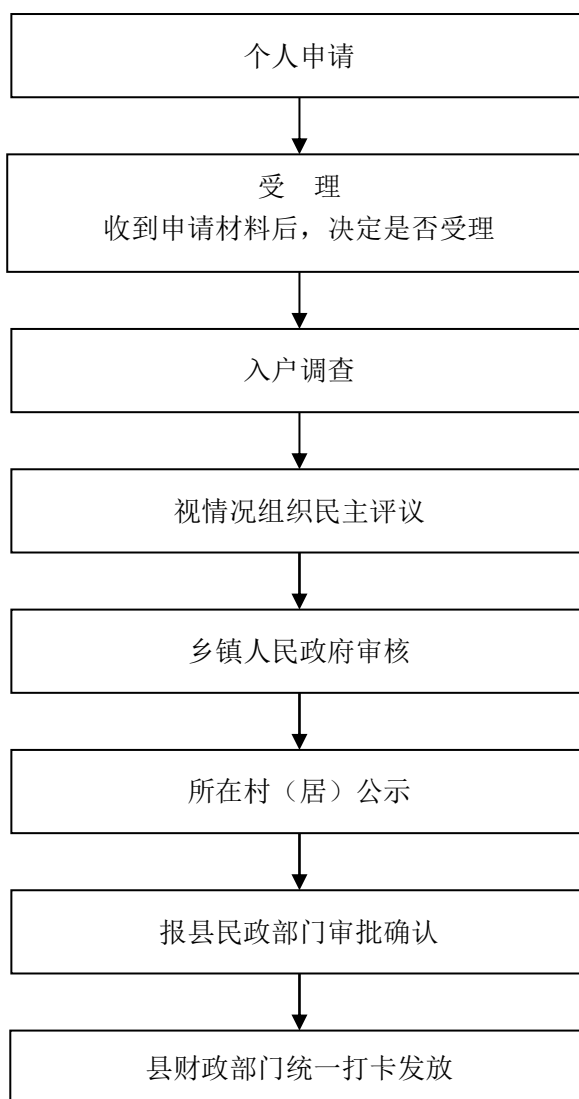 个人申请
受　理
收到申请材料后，决定是否受理
入户调查
视情况组织民主评议
乡镇人民政府审核
所在村（居）公示
报县民政部门审批确认
县财政部门统一打卡发放